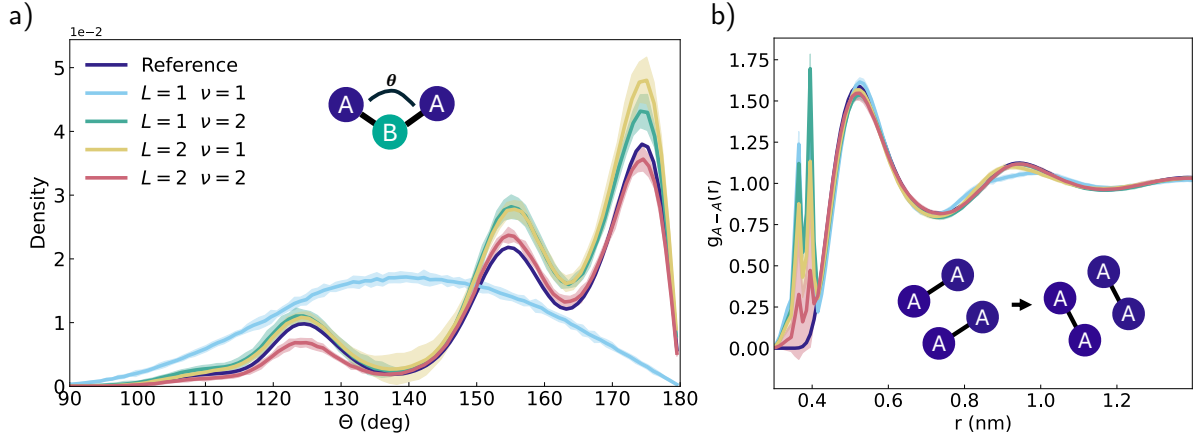 a)
1e−2
5
4
3
2
1
0
Density
Reference
L = 1 ν = 1
L = 1 ν = 2
L = 2 ν = 1
L = 2 ν = 2
θ
A
A
B
90 100 110 120 130 140 150 160 170 180
Θ (deg)
b)
1.75
1.50
1.25
1.00
0.75
0.50
0.25
0.00
gA−A(r)
A
A
A
A
A
A
A
A
0.4 0.6 0.8 1.0 1.2
r (nm)